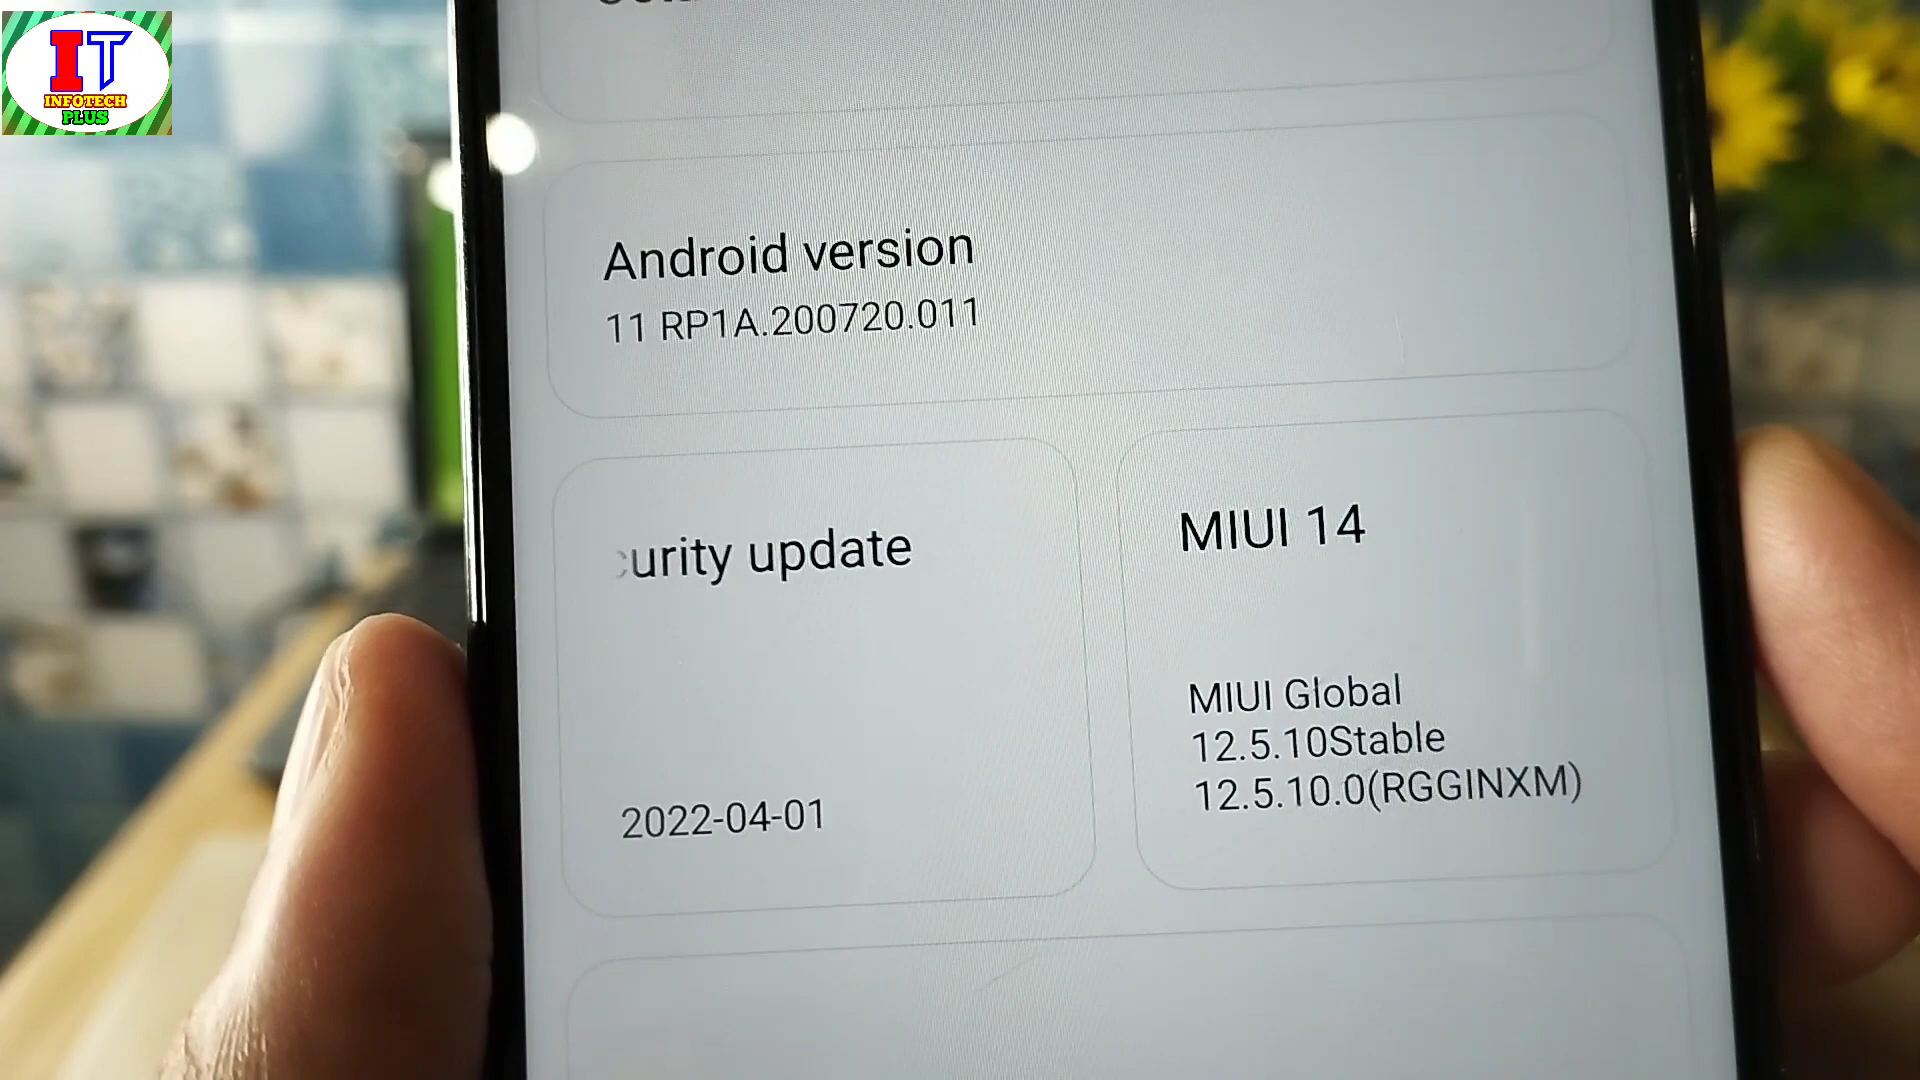 IT
INFOTECH
PLUS
Android version
11 RP1A.200720.011
urity update
2022-04-01
MIUI 14
MIUI Global
12.5.10Stable
12.5.10.0(RGGINXM)